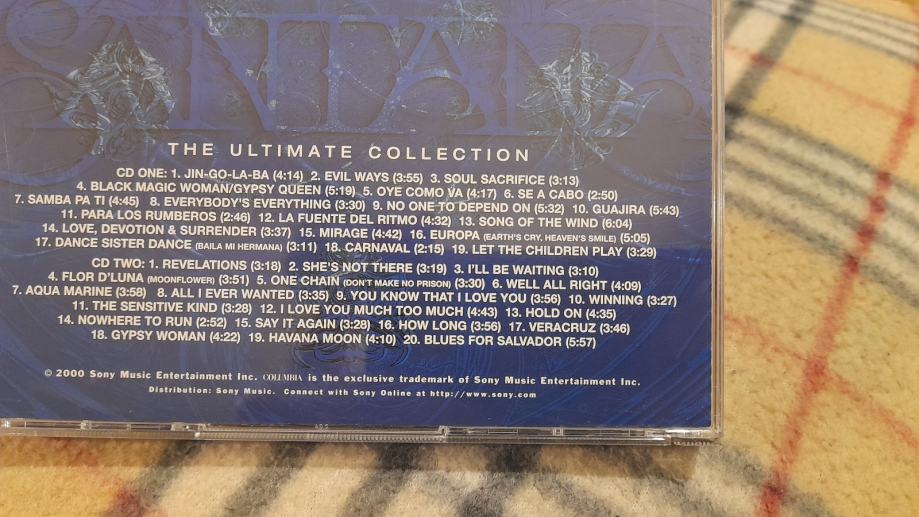 SANTANA
THE ULTIMATE COLLECTION
CD ONE: 1. JIN-GO-LA-BA (4:14) 2. EVIL WAYS (3:55) 3. SOUL SACRIFICE (3:13)
4. BLACK MAGIC WOMAN/GYPSY QUEEN (5:19) 5. OYE COMO VA (4:17) 6. SE A CABO (2:50)
7. SAMBA PA TI (4:45) 8. EVERYBODY'S EVERYTHING (3:30) 9. NO ONE TO DEPEND ON (5:32) 10. GUAJIRA (5:43)
11. PARA LOS RUMBEROS (2:46) 12. LA FUENTE DEL RITMO (4:32) 13. SONG OF THE WIND (6:04)
14. LOVE, DEVOTION & SURRENDER (3:37) 15. MIRAGE (4:42) 16. EUROPA (EARTH'S CRY, HEAVEN'S SMILE) (5:05)
17. DANCE SISTER DANCE (BAILA MI HERMANA) (3:11) 18. CARNAVAL (2:15) 19. LET THE CHILDREN PLAY (3:29)
CD TWO: 1. REVELATIONS (3:18) 2. SHE'S NOT THERE (3:19) 3. I'LL BE WAITING (3:10)
4. FLOR D'LUNA (MOONFLOWER) (3:51) 5. ONE CHAIN (DON'T MAKE NO PRISON) (3:30) 6. WELL ALL RIGHT (4:09)
7. AQUA MARINE (3:58) 8. ALL I EVER WANTED (3:35) 9. YOU KNOW THAT I LOVE YOU (3:56) 10. WINNING (3:27)
11. THE SENSITIVE KIND (3:28) 12. I LOVE YOU MUCH TOO MUCH (4:43) 13. HOLD ON (4:35)
14. NOWHERE TO RUN (2:52) 15. SAY IT AGAIN (3:28) 16. HOW LONG (3:56) 17. VERACRUZ (3:46)
18. GYPSY WOMAN (4:22) 19. HAVANA MOON (4:10) 20. BLUES FOR SALVADOR (5:57)
© 2000 Sony Music Entertainment Inc. COLUMBIA is the exclusive trademark of Sony Music Entertainment Inc.
Distribution: Sony Music. Connect with Sony Online at http://www.sony.com